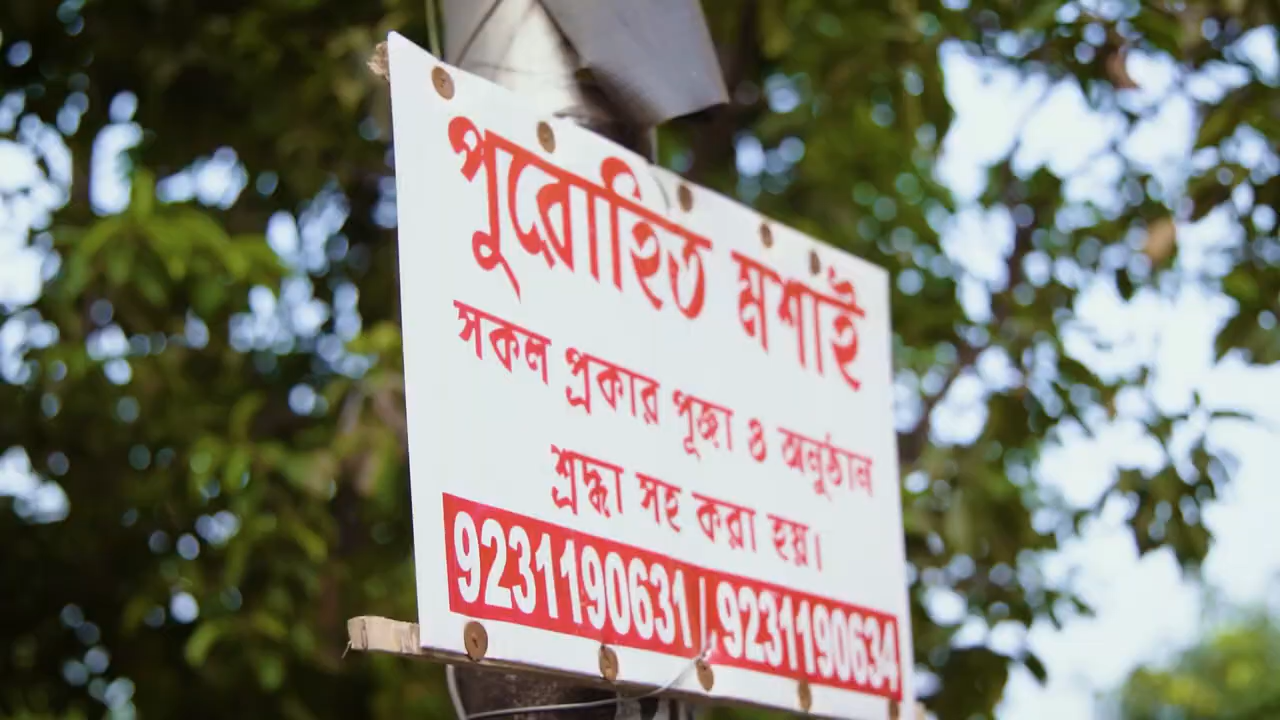 পুরোহিত মশাই
সকল প্রকার পূজা ও অনুষ্ঠান
শ্রদ্ধা সহ করা হয়।
9231190631 / 9231190634